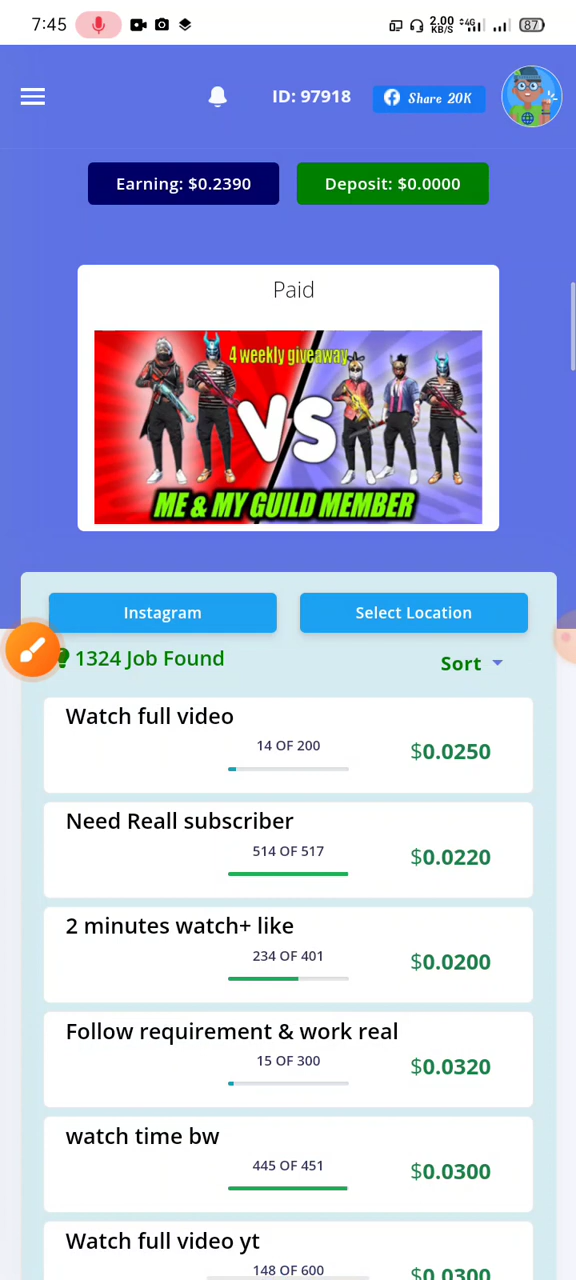 7:45
2.00 KB/S 4G 87
ID: 97918
Share 20K
Earning: $0.2390
Deposit: $0.0000
Paid
4 weekly giveaway
VS
ME & MY GUILD MEMBER
Instagram
Select Location
1324 Job Found
Sort
Watch full video
14 OF 200
$0.0250
Need Reall subscriber
514 OF 517
$0.0220
2 minutes watch+ like
234 OF 401
$0.0200
Follow requirement & work real
15 OF 300
$0.0320
watch time bw
445 OF 451
$0.0300
Watch full video yt
148 OF 600
$0.0300